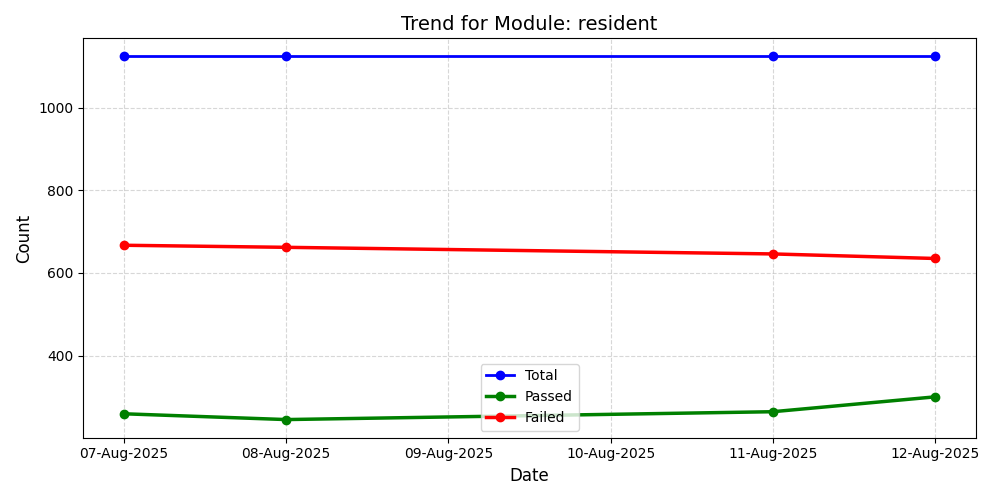 Trend for Module: resident
Count
1000
800
600
400
Total
Passed
Failed
07-Aug-2025 08-Aug-2025 09-Aug-2025 10-Aug-2025 11-Aug-2025 12-Aug-2025
Date